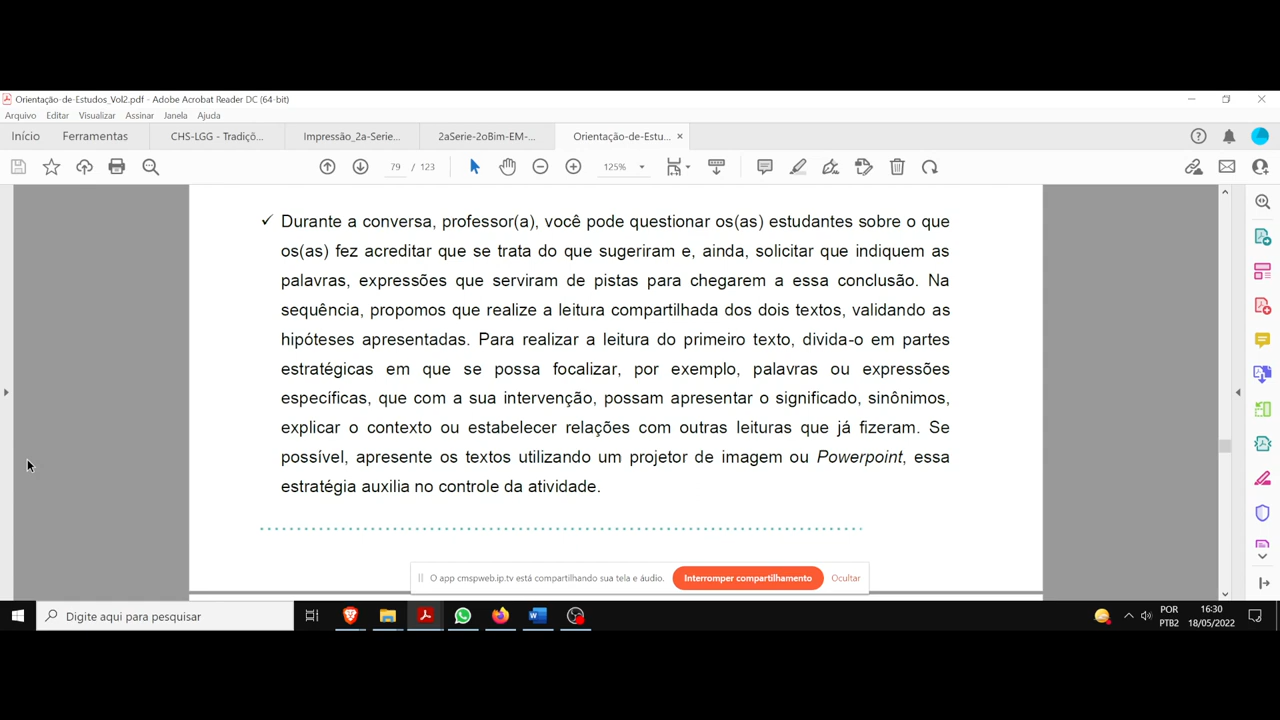 Orientação-de-Estudos_Vol2.pdf - Adobe Acrobat Reader DC (64-bit)
Arquivo Editar Visualizar Assinar Janela Ajuda
Início Ferramentas CHS-LGG - Tradiçõ... Impressão_2a-Serie... 2aSerie-2oBim-EM-... Orientação-de-Estu... ×
79 / 123 125%
✓ Durante a conversa, professor(a), você pode questionar os(as) estudantes sobre o que
os(as) fez acreditar que se trata do que sugeriram e, ainda, solicitar que indiquem as
palavras, expressões que serviram de pistas para chegarem a essa conclusão. Na
sequência, propomos que realize a leitura compartilhada dos dois textos, validando as
hipóteses apresentadas. Para realizar a leitura do primeiro texto, divida-o em partes
estratégicas em que se possa focalizar, por exemplo, palavras ou expressões
específicas, que com a sua intervenção, possam apresentar o significado, sinônimos,
explicar o contexto ou estabelecer relações com outras leituras que já fizeram. Se
possível, apresente os textos utilizando um projetor de imagem ou Powerpoint, essa
estratégia auxilia no controle da atividade.
O app cmspweb.ip.tv está compartilhando sua tela e áudio. Interromper compartilhamento Ocultar
Digite aqui para pesquisar
POR 16:30
PTB2 18/05/2022